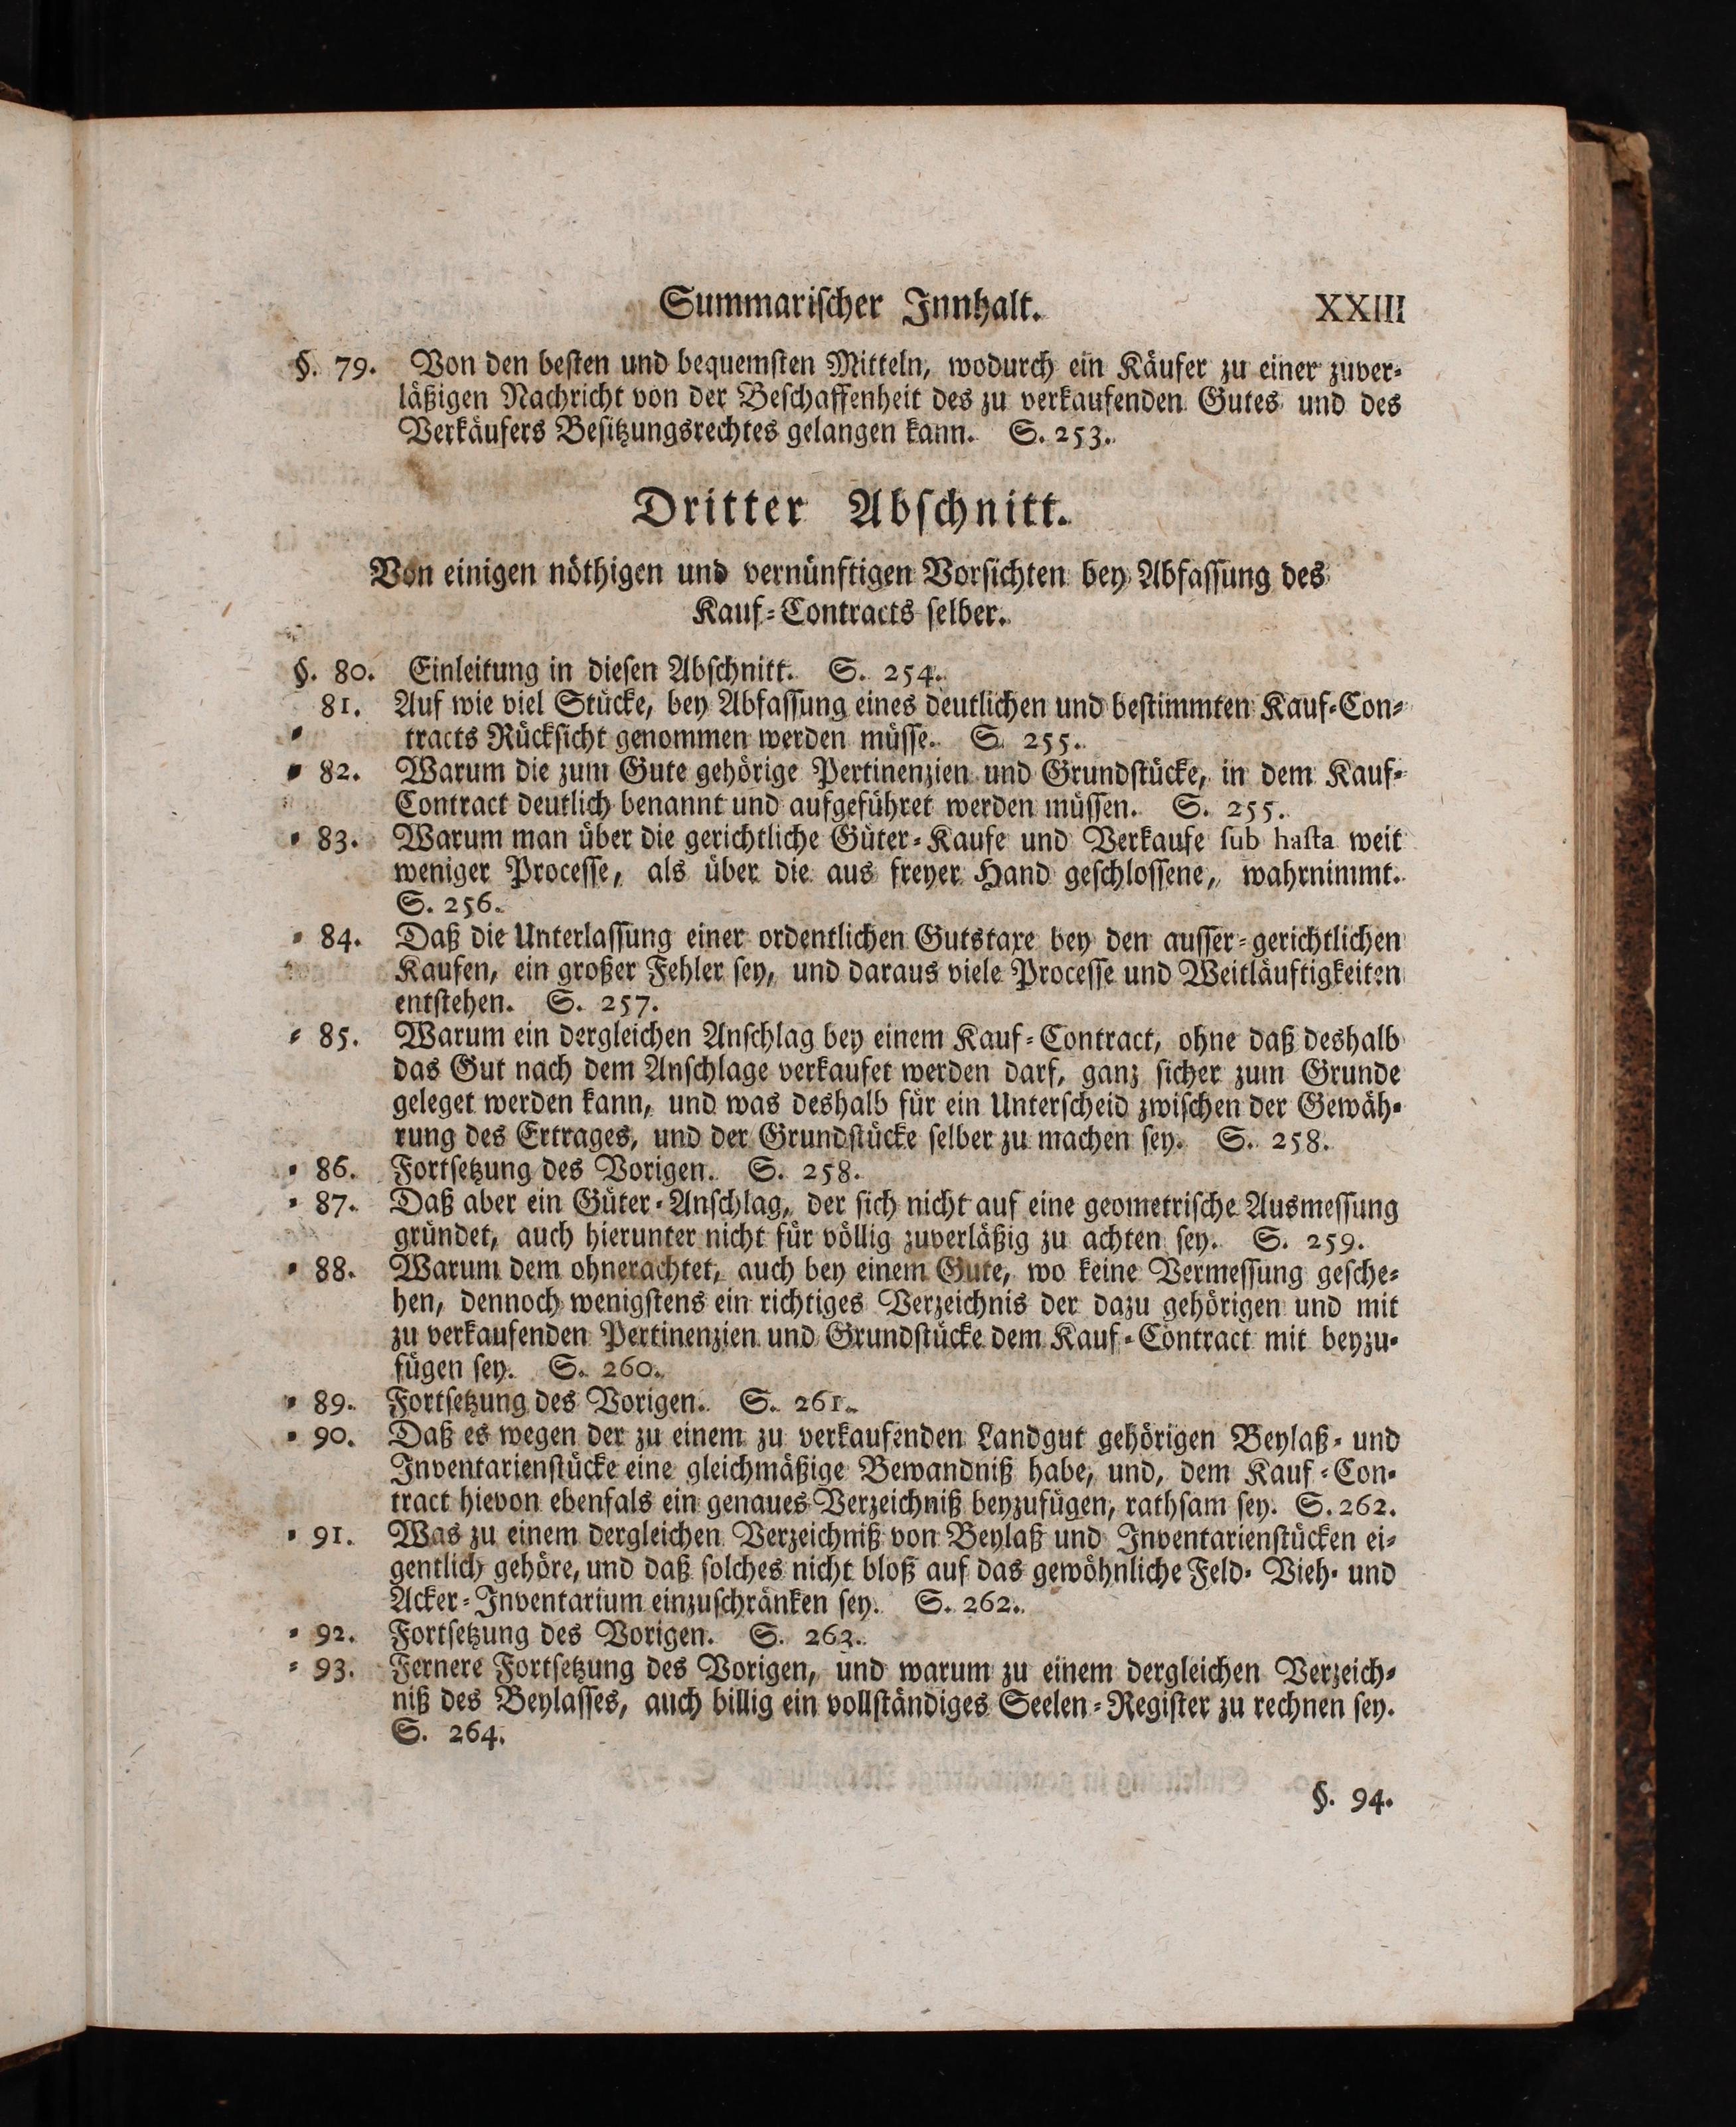 Summarischer Innhalt. XXIII
§. 79. Von den besten und bequemsten Mitteln, wodurch ein Käufer zu einer zuver-
läßigen Nachricht von der Beschaffenheit des zu verkaufenden Gutes und des
Verkäufers Besitzungsrechtes gelangen kann. S. 253.
Dritter Abschnitt.
Von einigen nöthigen und vernünftigen Vorsichten bey Abfassung des
Kauf-Contracts selber.
§. 80. Einleitung in diesen Abschnitt. S. 254.
81. Auf wie viel Stücke, bey Abfassung eines deutlichen und bestimmten Kauf-Con-
= tracts Rücksicht genommen werden müsse. S. 255.
= 82. Warum die zum Gute gehörige Pertinenzien und Grundstücke, in dem Kauf-
Contract deutlich benannt und aufgeführet werden müssen. S. 255.
= 83. Warum man über die gerichtliche Güter-Kaufe und Verkaufe sub hasta weit
weniger Processe, als über die aus freyer Hand geschlossene, wahrnimmt.
S. 256.
= 84. Daß die Unterlassung einer ordentlichen Gutstaxe bey den ausser-gerichtlichen
Kaufen, ein großer Fehler sey, und daraus viele Processe und Weitläuftigkeiten
entstehen. S. 257.
= 85. Warum ein dergleichen Anschlag bey einem Kauf-Contract, ohne daß deshalb
das Gut nach dem Anschlage verkaufet werden darf, ganz sicher zum Grunde
geleget werden kann, und was deshalb für ein Unterscheid zwischen der Gewäh-
rung des Ertrages, und der Grundstücke selber zu machen sey. S. 258.
= 86. Fortsetzung des Vorigen. S. 258.
= 87. Daß aber ein Güter-Anschlag, der sich nicht auf eine geometrische Ausmessung
gründet, auch hierunter nicht für völlig zuverläßig zu achten sey. S. 259.
= 88. Warum dem ohnerachtet, auch bey einem Gute, wo keine Vermessung gesche-
hen, dennoch wenigstens ein richtiges Verzeichnis der dazu gehörigen und mit
zu verkaufenden Pertinenzien und Grundstücke dem Kauf-Contract mit beyzu-
fügen sey. S. 260.
= 89. Fortsetzung des Vorigen. S. 261.
= 90. Daß es wegen der zu einem zu verkaufenden Landgut gehörigen Beylaß- und
Inventarienstücke eine gleichmäßige Bewandniß habe, und, dem Kauf-Con-
tract hievon ebenfals ein genaues Verzeichniß beyzufügen, rathsam sey. S. 262.
= 91. Was zu einem dergleichen Verzeichniß von Beylaß und Inventarienstücken ei-
gentlich gehöre, und daß solches nicht bloß auf das gewöhnliche Feld- Vieh- und
Acker-Inventarium einzuschränken sey. S. 262.
= 92. Fortsetzung des Vorigen. S. 263.
= 93. Fernere Fortsetzung des Vorigen, und warum zu einem dergleichen Verzeich-
niß des Beylasses, auch billig ein vollständiges Seelen-Register zu rechnen sey.
S. 264.
§. 94.